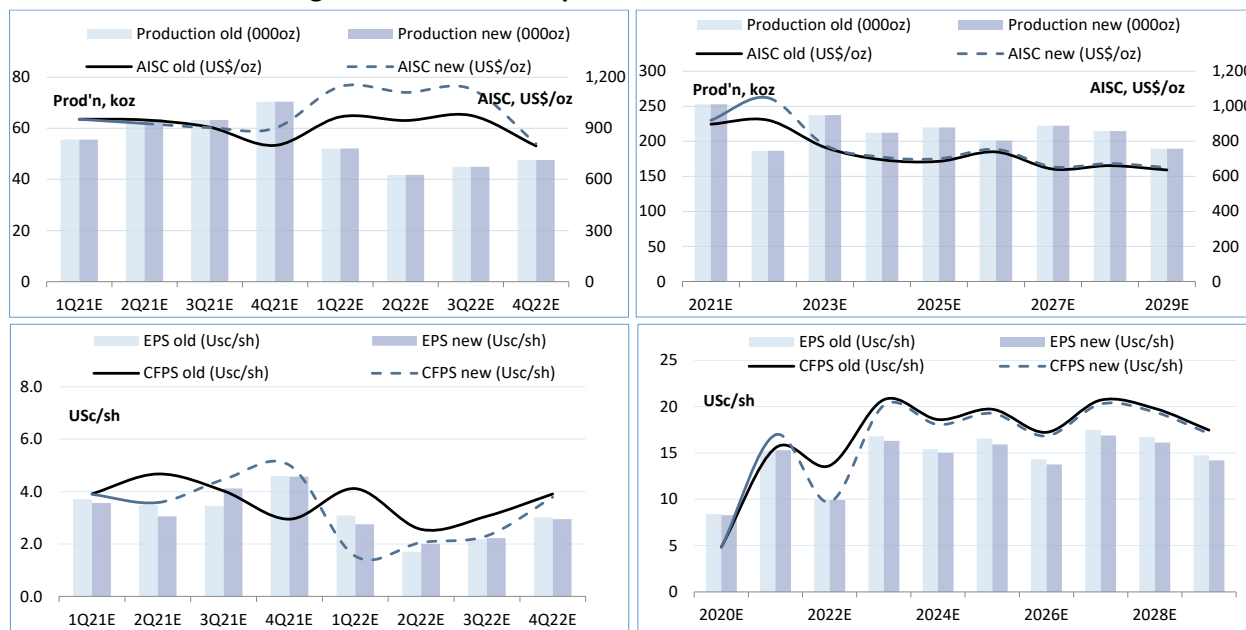 Production old (000oz) Production new (000oz)
AISC old (US$/oz) AISC new (US$/oz)
80 1,200
Prod'n, koz AISC, US$/oz
60 900
40 600
20 300
0 0
1Q21E 2Q21E 3Q21E 4Q21E 1Q22E 2Q22E 3Q22E 4Q22E
Production old (000oz) Production new (000oz)
AISC old (US$/oz) AISC new (US$/oz)
300 1,20
Prod'n, koz AISC, US$/oz
250 1,00
200 800
150 600
100 400
50 200
0 0
2021E 2023E 2025E 2027E 2029E
EPS old (Usc/sh) EPS new (Usc/sh)
CFPS old (Usc/sh) CFPS new (Usc/sh)
8.0
USc/sh
6.0
4.0
2.0
0.0
1Q21E 2Q21E 3Q21E 4Q21E 1Q22E 2Q22E 3Q22E 4Q22E
EPS old (Usc/sh) EPS new (Usc/sh)
25
CFPS old (Usc/sh) CFPS new (Usc/sh)
20
USc/sh
15
10
5
0
2020E 2022E 2024E 2026E 2028E